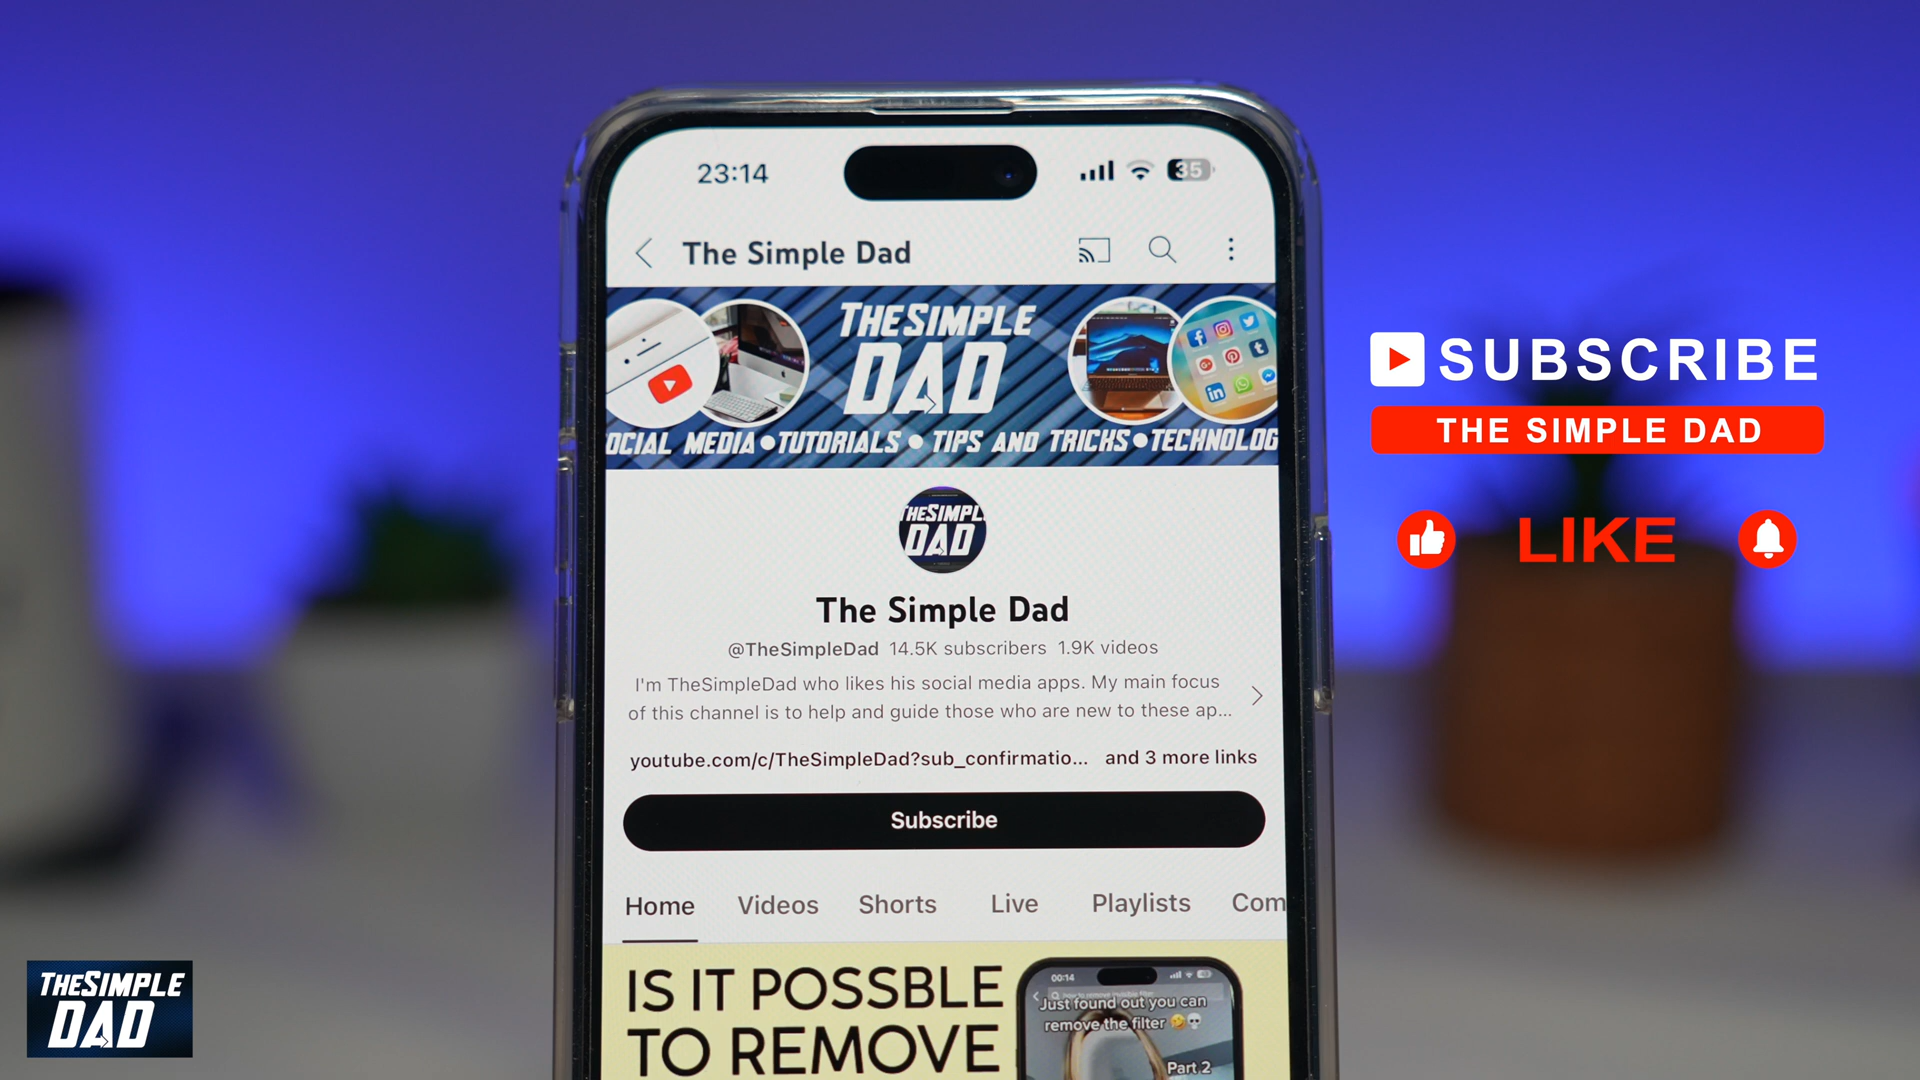 23:14
35
The Simple Dad
THESIMPLE
DAD
OCIAL MEDIA • TUTORIALS • TIPS AND TRICKS • TECHNOLOG
THESIMPL
DAD
The Simple Dad
@TheSimpleDad 14.5K subscribers 1.9K videos
I'm TheSimpleDad who likes his social media apps. My main focus
of this channel is to help and guide those who are new to these ap...
youtube.com/c/TheSimpleDad?sub_confirmatio... and 3 more links
Subscribe
Home Videos Shorts Live Playlists Com
IS IT POSSBLE
TO REMOVE
00:14
Just found out you can
remove the filter 🤣💀
Part 2
SUBSCRIBE
THE SIMPLE DAD
LIKE
THESIMPLE
DAD